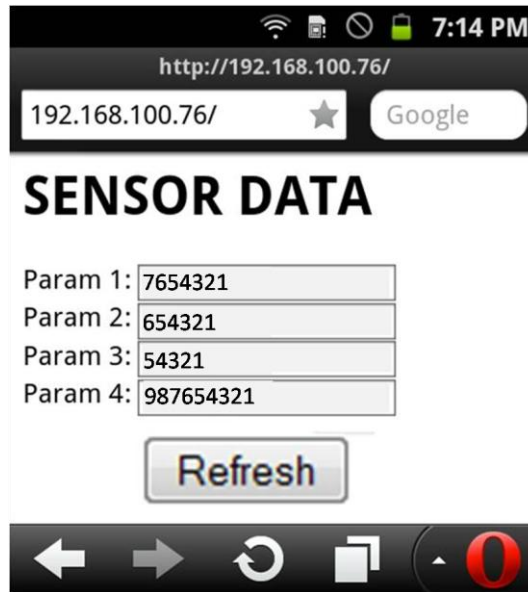 7:14 PM
http://192.168.100.76/
192.168.100.76/ Google
SENSOR DATA
Param 1: 7654321
Param 2: 654321
Param 3: 54321
Param 4: 987654321
Refresh